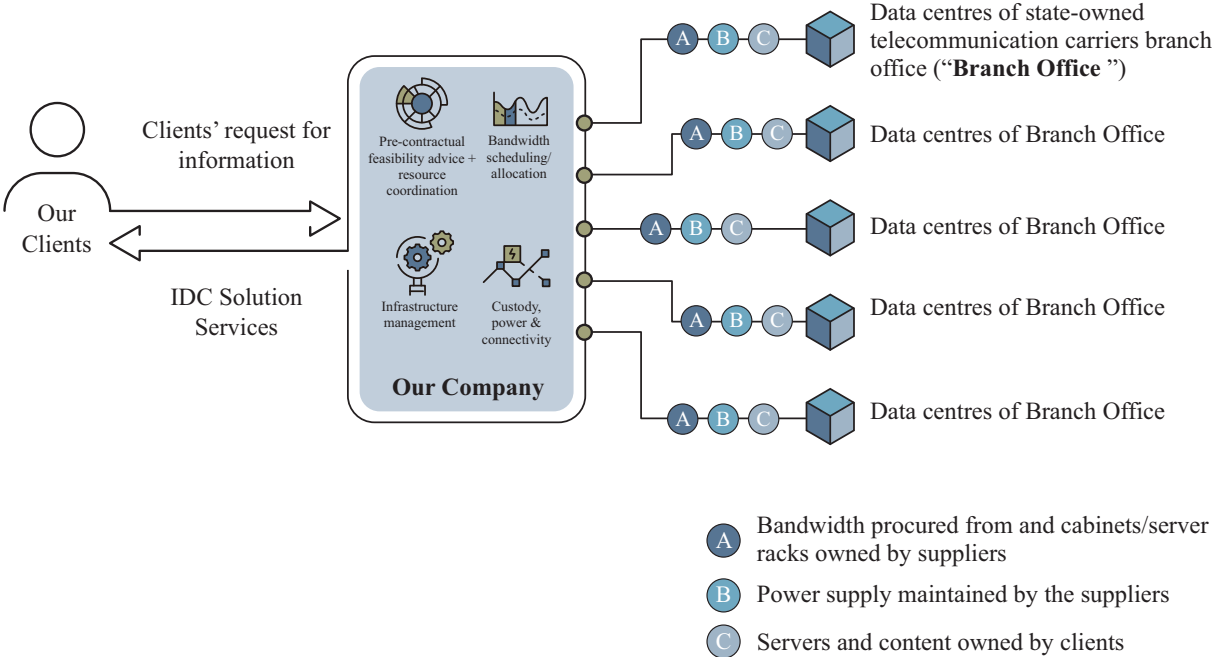 Our
Clients
Clients’ request for
information
IDC Solution
Services
Pre-contractual
feasibility advice +
resource
coordination
Bandwidth
scheduling/
allocation
Infrastructure
management
Custody,
power &
connectivity
Our Company
A B C
Data centres of state-owned
telecommunication carriers branch
office (“Branch Office ”)
A B C
Data centres of Branch Office
A B C
Data centres of Branch Office
A B C
Data centres of Branch Office
A B C
Data centres of Branch Office
A Bandwidth procured from and cabinets/server
racks owned by suppliers
B Power supply maintained by the suppliers
C Servers and content owned by clients